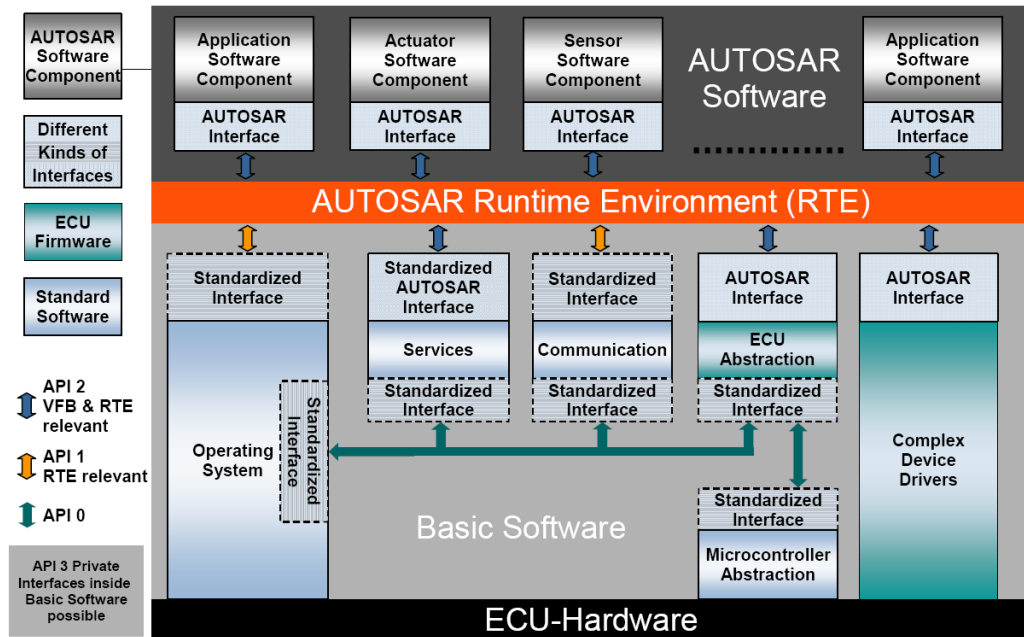 AUTOSAR
Software
Component
Different
Kinds of
Interfaces
ECU
Firmware
Standard
Software
API 2
VFB & RTE
relevant
API 1
RTE relevant
API 0
API 3 Private
Interfaces inside
Basic Software
possible
Application
Software
Component
AUTOSAR
Interface
Actuator
Software
Component
AUTOSAR
Interface
Sensor
Software
Component
AUTOSAR
Interface
AUTOSAR
Software
Application
Software
Component
AUTOSAR
Interface
AUTOSAR Runtime Environment (RTE)
Standardized
Interface
Operating
System
Standardized
Interface
Standardized
AUTOSAR
Interface
Services
Standardized
Interface
Standardized
Interface
Communication
Standardized
Interface
AUTOSAR
Interface
ECU
Abstraction
Standardized
Interface
Standardized
Interface
Microcontroller
Abstraction
AUTOSAR
Interface
Complex
Device
Drivers
Basic Software
ECU-Hardware